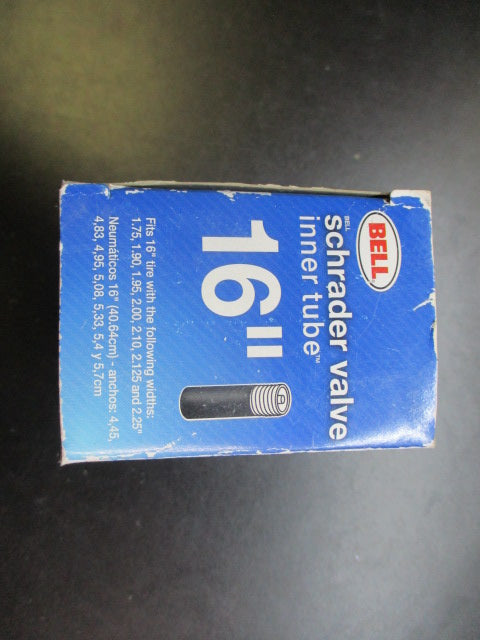 BELL
BELL
schrader valve
inner tube™
16"
Fits 16" tire with the following widths:
1.75, 1.90, 1.95, 2.00, 2.10, 2.125 and 2.25"
Neumáticos 16" (40.64cm) - anchos: 4,45,
4,83, 4,95, 5,08, 5,33, 5,4 y 5,7cm